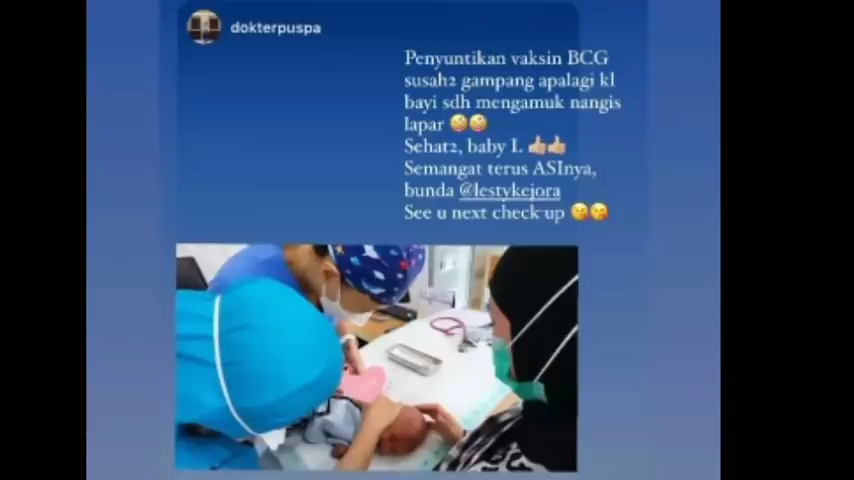 dokterpuspa
Penyuntikan vaksin BCG
susah2 gampang apalagi kl
bayi sdh mengamuk nangis
lapar 🤪🤪
Sehat2, baby L 👍🏼👍🏼
Semangat terus ASInya,
bunda @lestykejora
See u next check up 😘😘